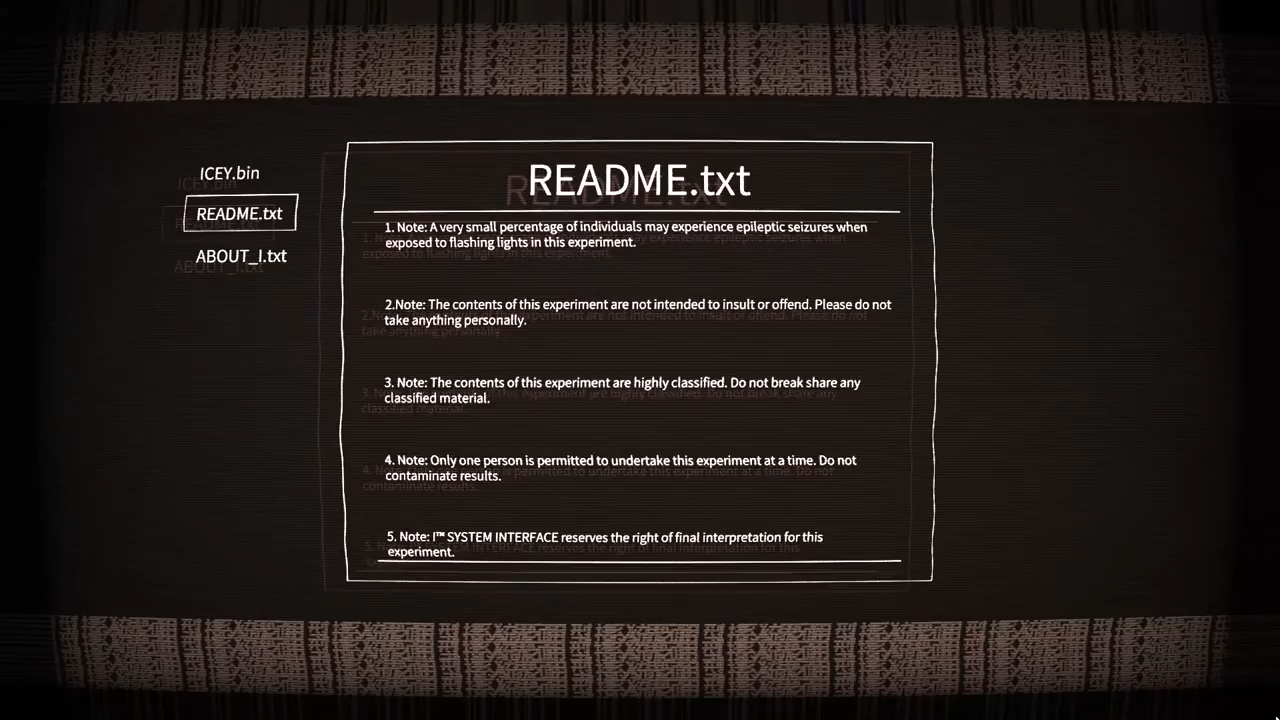 ICEY.bin
README.txt
ABOUT_I.txt
README.txt
1. Note: A very small percentage of individuals may experience epileptic seizures when
exposed to flashing lights in this experiment.
2.Note: The contents of this experiment are not intended to insult or offend. Please do not
take anything personally.
3. Note: The contents of this experiment are highly classified. Do not break share any
classified material.
4. Note: Only one person is permitted to undertake this experiment at a time. Do not
contaminate results.
5. Note: I™ SYSTEM INTERFACE reserves the right of final interpretation for this
experiment.